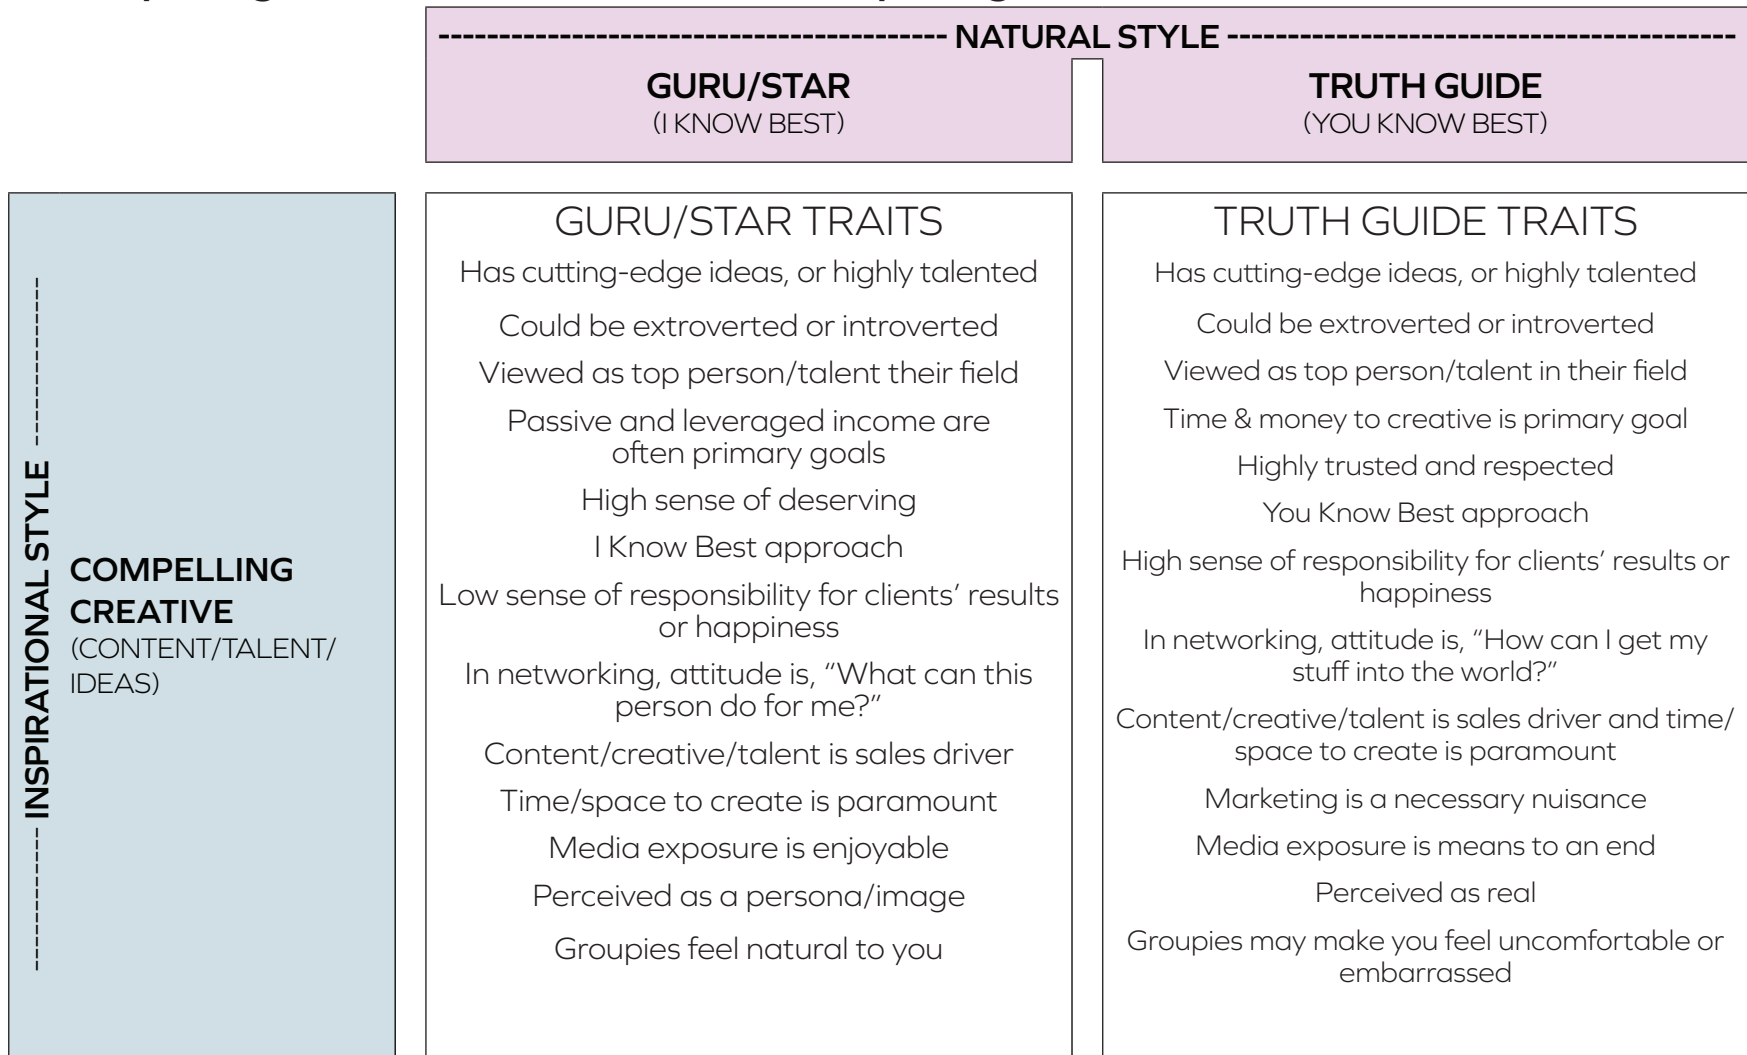 NATURAL STYLE
GURU/STAR
(I KNOW BEST)
TRUTH GUIDE
(YOU KNOW BEST)
INSPIRATIONAL STYLE
COMPELLING
CREATIVE
(CONTENT/TALENT/
IDEAS)
GURU/STAR TRAITS
Has cutting-edge ideas, or highly talented
Could be extroverted or introverted
Viewed as top person/talent their field
Passive and leveraged income are
often primary goals
High sense of deserving
I Know Best approach
Low sense of responsibility for clients’ results
or happiness
In networking, attitude is, “What can this
person do for me?”
Content/creative/talent is sales driver
Time/space to create is paramount
Media exposure is enjoyable
Perceived as a persona/image
Groupies feel natural to you
TRUTH GUIDE TRAITS
Has cutting-edge ideas, or highly talented
Could be extroverted or introverted
Viewed as top person/talent in their field
Time & money to creative is primary goal
Highly trusted and respected
You Know Best approach
High sense of responsibility for clients’ results or
happiness
In networking, attitude is, “How can I get my
stuff into the world?”
Content/creative/talent is sales driver and time/
space to create is paramount
Marketing is a necessary nuisance
Media exposure is means to an end
Perceived as real
Groupies may make you feel uncomfortable or
embarrassed